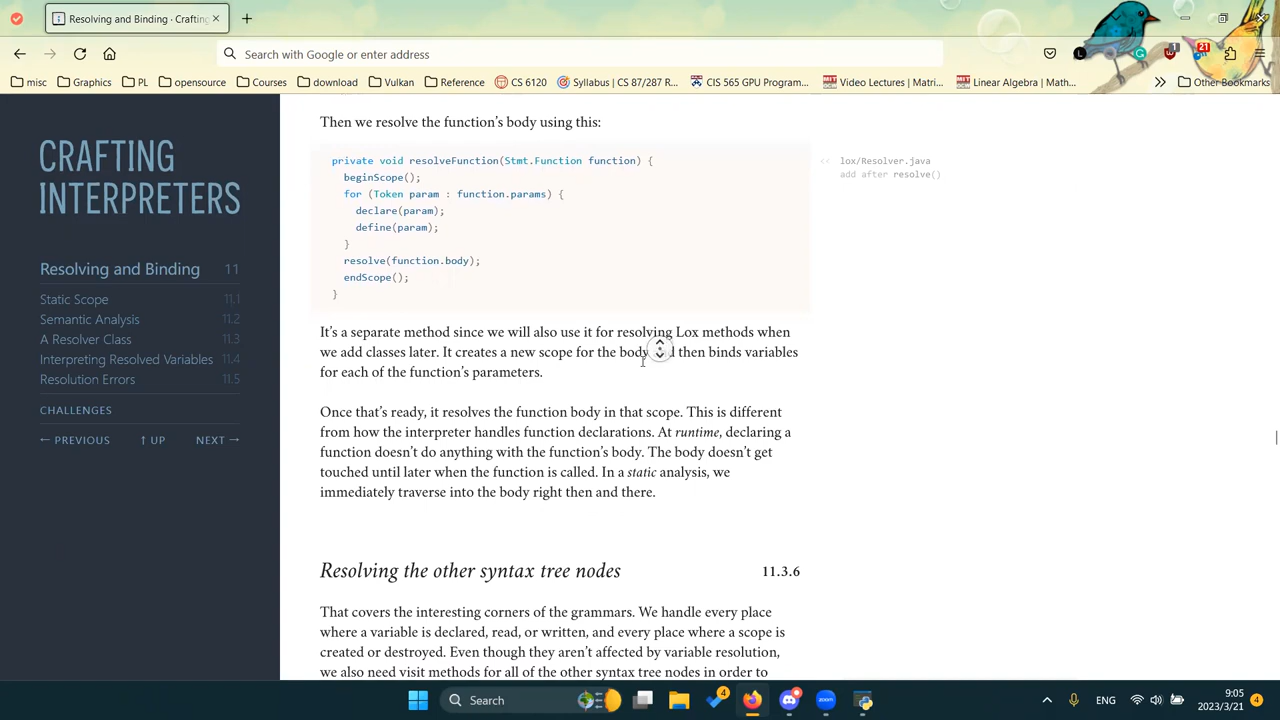 Resolving and Binding · Crafting
Search with Google or enter address
21
misc
Graphics
PL
opensource
Courses
download
Vulkan
Reference
CS 6120
Syllabus | CS 87/287 R...
CIS 565 GPU Program...
Video Lectures | Matri...
Linear Algebra | Math...
Other Bookmarks
CRAFTING
INTERPRETERS
Resolving and Binding 11
Static Scope 11.1
Semantic Analysis 11.2
A Resolver Class 11.3
Interpreting Resolved Variables 11.4
Resolution Errors 11.5
CHALLENGES
← PREVIOUS ↑ UP NEXT →
Then we resolve the function’s body using this:
private void resolveFunction(Stmt.Function function) {
beginScope();
for (Token param : function.params) {
declare(param);
define(param);
}
resolve(function.body);
endScope();
}
lox/Resolver.java
add after resolve()
It’s a separate method since we will also use it for resolving Lox methods when
we add classes later. It creates a new scope for the body then binds variables
for each of the function’s parameters.
Once that’s ready, it resolves the function body in that scope. This is different
from how the interpreter handles function declarations. At runtime, declaring a
function doesn’t do anything with the function’s body. The body doesn’t get
touched until later when the function is called. In a static analysis, we
immediately traverse into the body right then and there.
Resolving the other syntax tree nodes 11.3.6
That covers the interesting corners of the grammars. We handle every place
where a variable is declared, read, or written, and every place where a scope is
created or destroyed. Even though they aren’t affected by variable resolution,
we also need visit methods for all of the other syntax tree nodes in order to
Search
4
zoom
ENG
9:05
2023/3/21
4